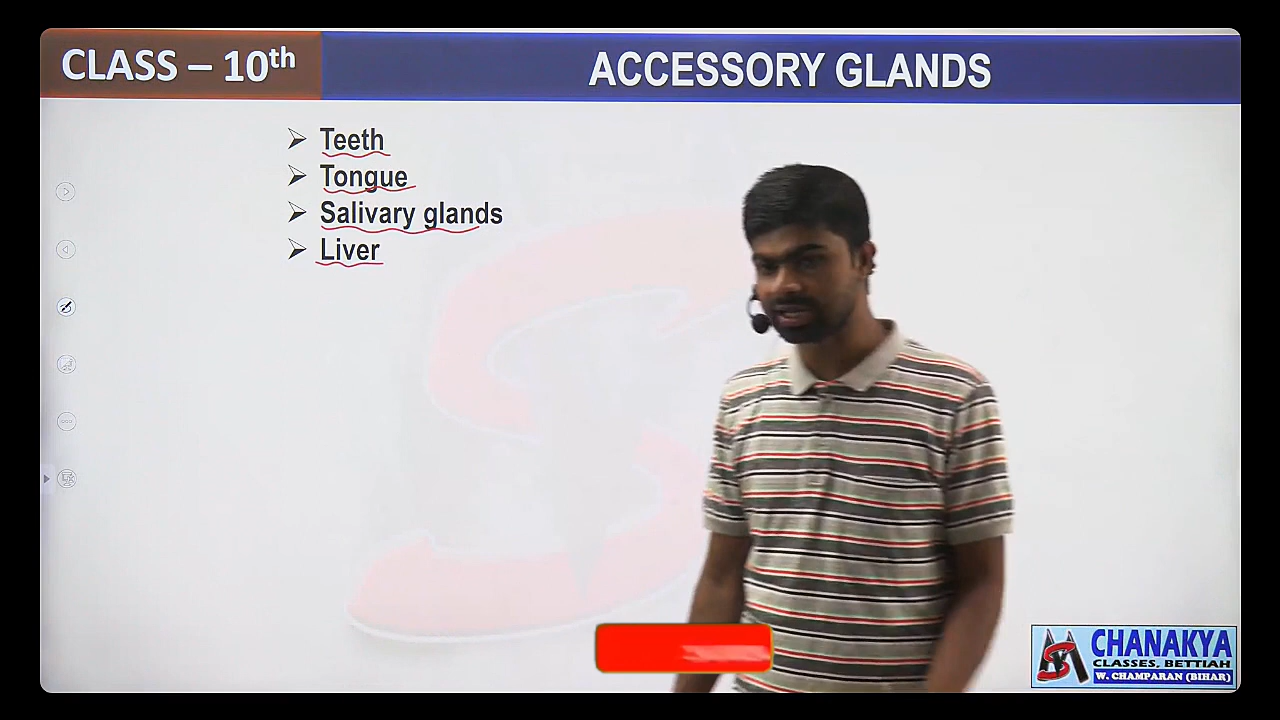 CLASS – 10th
ACCESSORY GLANDS
Teeth
Tongue
Salivary glands
Liver
CHANAKYA
CLASSES, BETTIAH
W. CHAMPARAN (BIHAR)